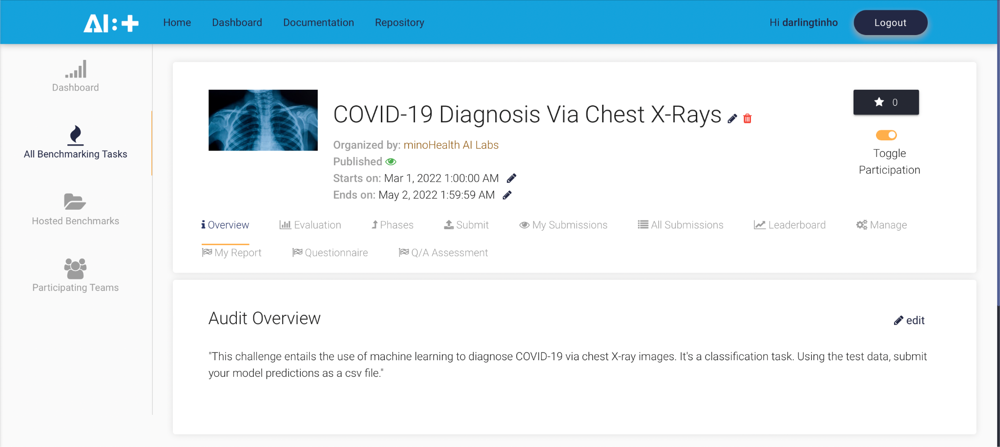 AI:+
Home Dashboard Documentation Repository
Hi darlingtinho
Logout
Dashboard
All Benchmarking Tasks
Hosted Benchmarks
Participating Teams
COVID-19 Diagnosis Via Chest X-Rays
Organized by: minoHealth AI Labs
Published
Starts on: Mar 1, 2022 1:00:00 AM
Ends on: May 2, 2022 1:59:59 AM
0
Toggle
Participation
Overview Evaluation Phases Submit My Submissions All Submissions Leaderboard Manage
My Report Questionnaire Q/A Assessment
Audit Overview
edit
"This challenge entails the use of machine learning to diagnose COVID-19 via chest X-ray images. It's a classification task. Using the test data, submit
your model predictions as a csv file."